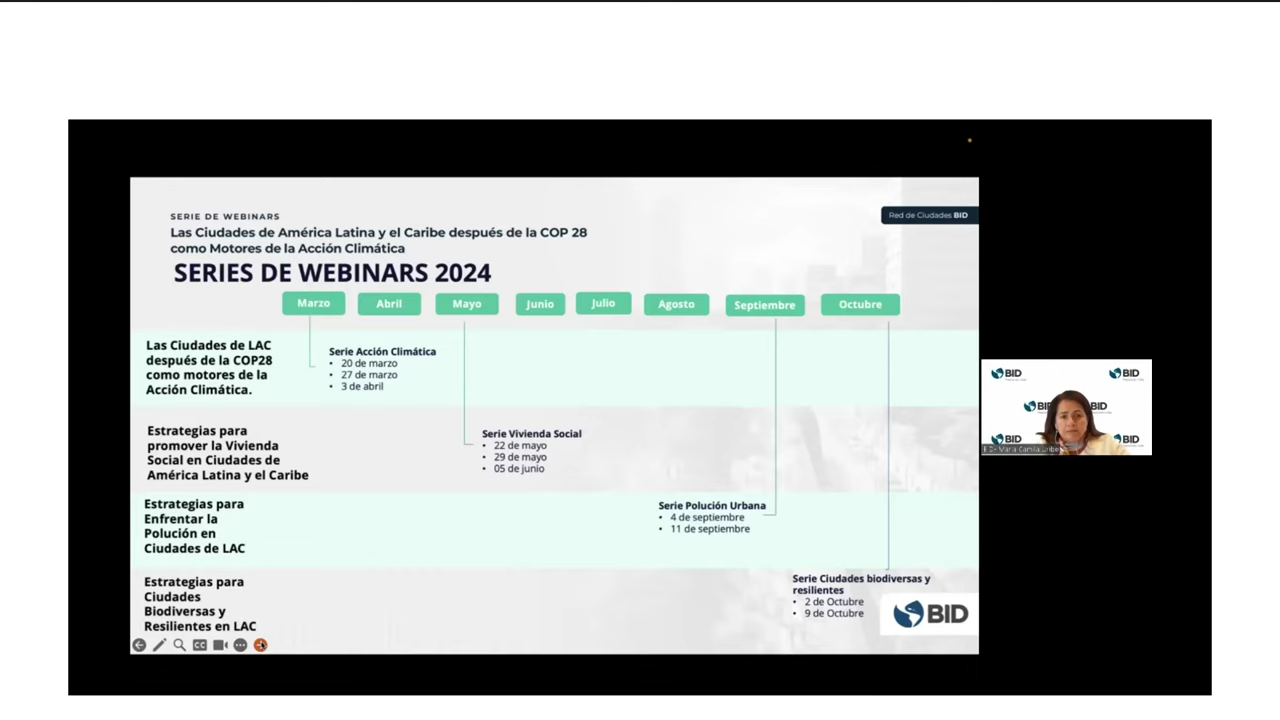 SERIE DE WEBINARS
Las Ciudades de América Latina y el Caribe después de la COP 28
como Motores de la Acción Climática
SERIES DE WEBINARS 2024
Red de Ciudades BID
Marzo
Abril
Mayo
Junio
Julio
Agosto
Septiembre
Octubre
Las Ciudades de LAC
después de la COP28
como motores de la
Acción Climática.
Serie Acción Climática
• 20 de marzo
• 27 de marzo
• 3 de abril
Estrategias para
promover la Vivienda
Social en Ciudades de
América Latina y el Caribe
Serie Vivienda Social
• 22 de mayo
• 29 de mayo
• 05 de junio
Estrategias para
Enfrentar la
Polución en
Ciudades de LAC
Serie Polución Urbana
• 4 de septiembre
• 11 de septiembre
Estrategias para
Ciudades
Biodiversas y
Resilientes en LAC
Serie Ciudades biodiversas y
resilientes
• 2 de Octubre
• 9 de Octubre
BID
CC
BID
BID
BID
BID
BID
BID
Maria Camila Uribe